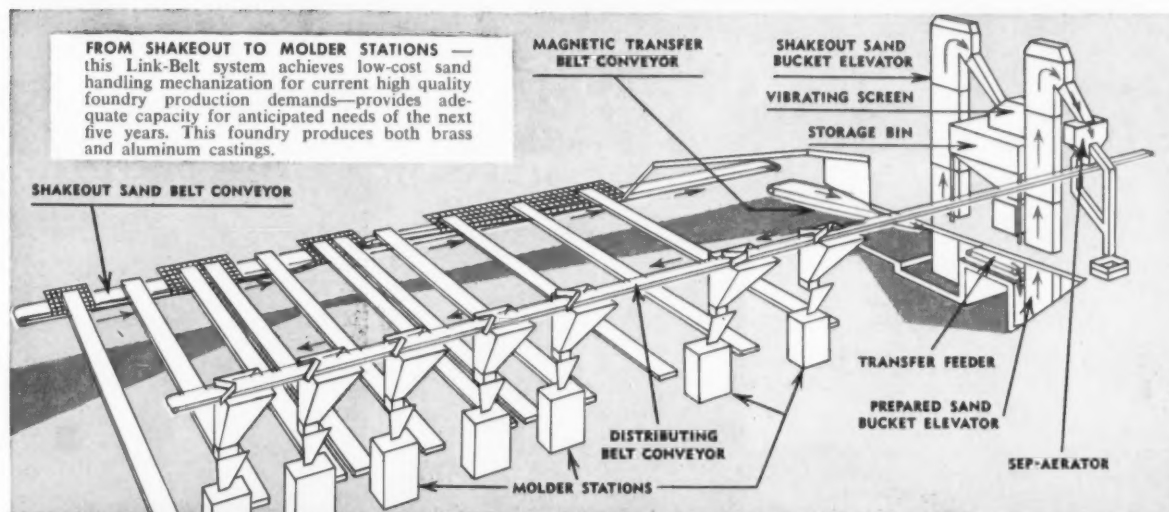 FROM SHAKEOUT TO MOLDER STATIONS —
this Link-Belt system achieves low-cost sand
handling mechanization for current high quality
foundry production demands—provides ade-
quate capacity for anticipated needs of the next
five years. This foundry produces both brass
and aluminum castings.
MAGNETIC TRANSFER
BELT CONVEYOR
SHAKEOUT SAND
BUCKET ELEVATOR
VIBRATING SCREEN
STORAGE BIN
SHAKEOUT SAND BELT CONVEYOR
TRANSFER FEEDER
PREPARED SAND
BUCKET ELEVATOR
SEP-AERATOR
DISTRIBUTING
BELT CONVEYOR
MOLDER STATIONS